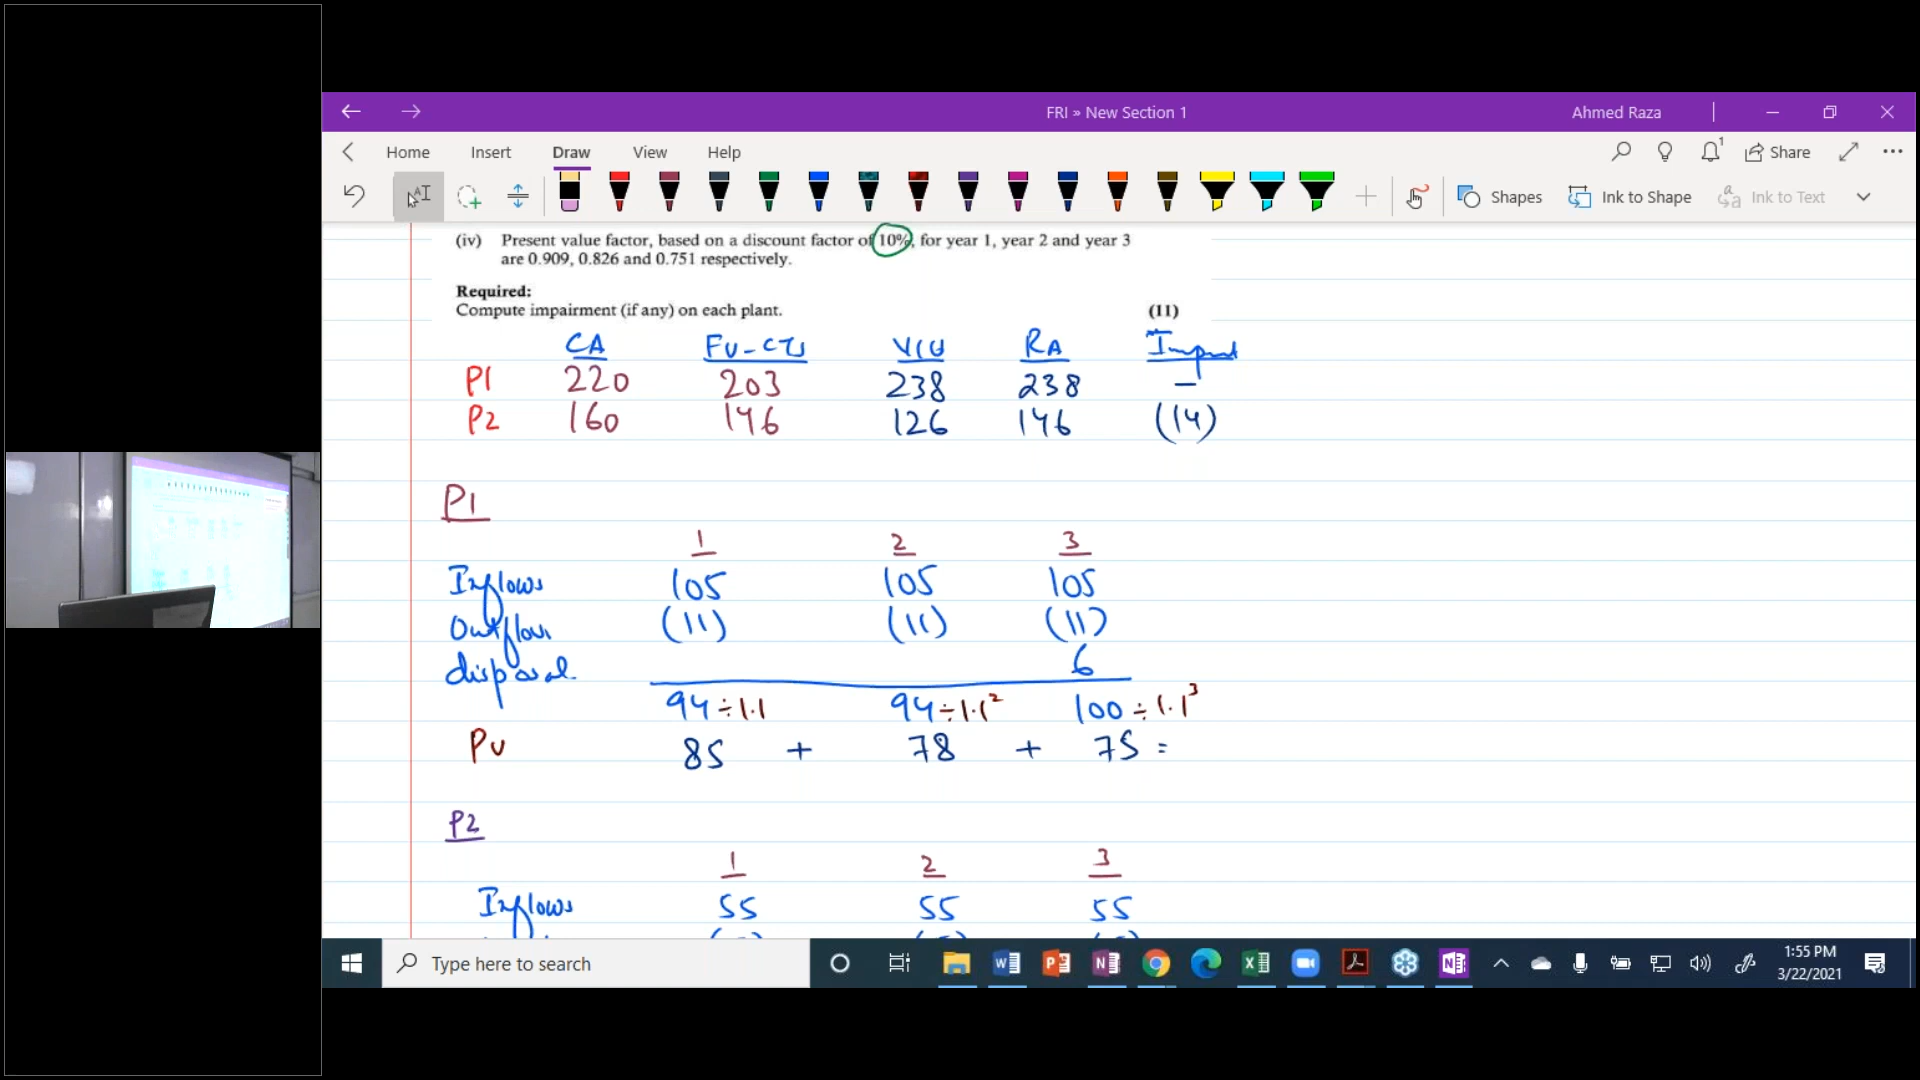 FRI » New Section 1
Ahmed Raza
Home Insert Draw View Help
1
Share
Shapes Ink to Shape Ink to Text
(iv) Present value factor, based on a discount factor of 10%, for year 1, year 2 and year 3
are 0.909, 0.826 and 0.751 respectively.
Required:
Compute impairment (if any) on each plant. (11)
CA FV-CTS VIU RA
P1 220 203 238 238 –
P2 160 146 126 146 (14)
P1
1 2 3
Inflows 105 105 105
Outflow (11) (11) (11)
disposal 6
94÷1.1 94÷1.1² 100÷1.1³
PV 85 + 78 + 75 =
P2
1 2 3
Inflows 55 55 55
Type here to search
1:55 PM
3/22/2021